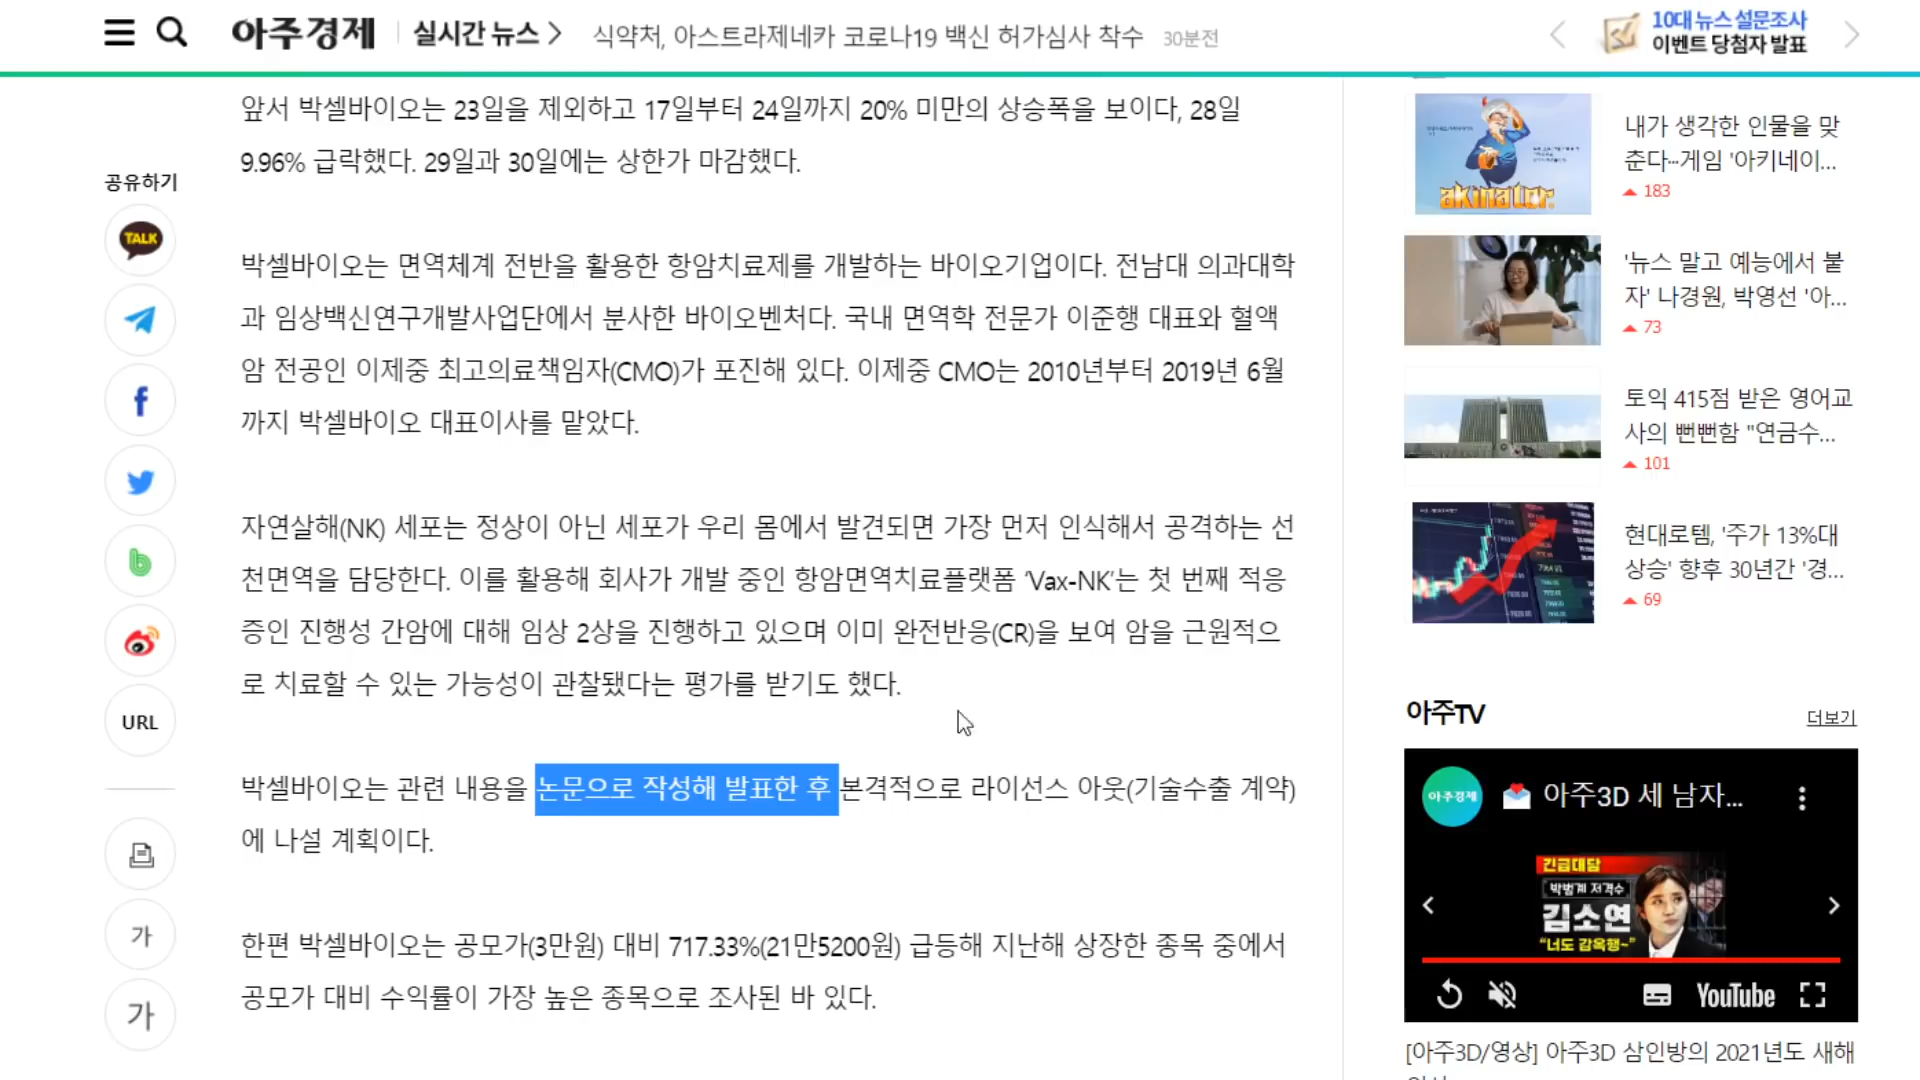 아주경제
실시간 뉴스
식약처, 아스트라제네카 코로나19 백신 허가심사 착수 30분전
10대 뉴스 설문조사
이벤트 당첨자 발표
앞서 박셀바이오는 23일을 제외하고 17일부터 24일까지 20% 미만의 상승폭을 보이다, 28일
9.96% 급락했다. 29일과 30일에는 상한가 마감했다.
공유하기
TALK
URL
가
가
박셀바이오는 면역체계 전반을 활용한 항암치료제를 개발하는 바이오기업이다. 전남대 의과대학
과 임상백신연구개발사업단에서 분사한 바이오벤처다. 국내 면역학 전문가 이준행 대표와 혈액
암 전공인 이제중 최고의료책임자(CMO)가 포진해 있다. 이제중 CMO는 2010년부터 2019년 6월
까지 박셀바이오 대표이사를 맡았다.
자연살해(NK) 세포는 정상이 아닌 세포가 우리 몸에서 발견되면 가장 먼저 인식해서 공격하는 선
천면역을 담당한다. 이를 활용해 회사가 개발 중인 항암면역치료플랫폼 ‘Vax-NK’는 첫 번째 적응
증인 진행성 간암에 대해 임상 2상을 진행하고 있으며 이미 완전반응(CR)을 보여 암을 근원적으
로 치료할 수 있는 가능성이 관찰됐다는 평가를 받기도 했다.
박셀바이오는 관련 내용을 논문으로 작성해 발표한 후 본격적으로 라이선스 아웃(기술수출 계약)
에 나설 계획이다.
한편 박셀바이오는 공모가(3만원) 대비 717.33%(21만5200원) 급등해 지난해 상장한 종목 중에서
공모가 대비 수익률이 가장 높은 종목으로 조사된 바 있다.
akinator.
내가 생각한 인물을 맞
춘다···게임 '아키네이...
183
'뉴스 말고 예능에서 붙
자' 나경원, 박영선 '아...
73
토익 415점 받은 영어교
사의 뻔뻔함 "연금수...
101
현대로템, '주가 13%대
상승' 향후 30년간 '경...
69
아주TV
더보기
아주경제
아주3D 세 남자...
긴급대담
박범계 저격수
김소연
"너도 감옥행~"
YouTube
[아주3D/영상] 아주3D 삼인방의 2021년도 새해